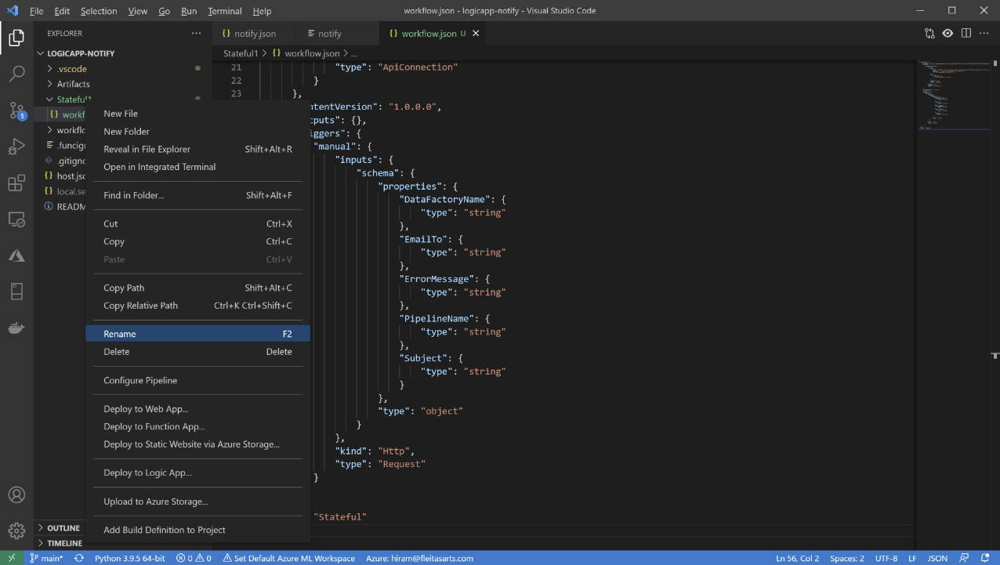 File Edit Selection View Go Run Terminal Help
workflow.json - logicapp-notify - Visual Studio Code
EXPLORER
{} notify.json
notify
{} workflow.json U
LOGICAPP-NOTIFY
Stateful1 > {} workflow.json > ...
.vscode
Artifacts
Stateful1
{} workf
workflo
.funcign
.gitigno
{} host.jso
{} local.se
READM
5
New File
New Folder
Reveal in File Explorer Shift+Alt+R
Open in Integrated Terminal
Find in Folder... Shift+Alt+F
Cut Ctrl+X
Copy Ctrl+C
Paste Ctrl+V
Copy Path Shift+Alt+C
Copy Relative Path Ctrl+K Ctrl+Shift+C
Rename F2
Delete Delete
Configure Pipeline
Deploy to Web App...
Deploy to Function App...
Deploy to Static Website via Azure Storage...
Deploy to Logic App...
Upload to Azure Storage...
Add Build Definition to Project
21 "type": "ApiConnection"
22 }
23 },
ntentVersion": "1.0.0.0",
tputs": {},
iggers": {
"manual": {
"inputs": {
"schema": {
"properties": {
"DataFactoryName": {
"type": "string"
},
"EmailTo": {
"type": "string"
},
"ErrorMessage": {
"type": "string"
},
"PipelineName": {
"type": "string"
},
"Subject": {
"type": "string"
}
},
"type": "object"
}
},
"kind": "Http",
"type": "Request"
}
"Stateful"
OUTLINE
TIMELINE
main* Python 3.9.5 64-bit 0 0 Set Default Azure ML Workspace Azure: hiram@fleitasarts.com
Ln 56, Col 2 Spaces: 2 UTF-8 LF JSON